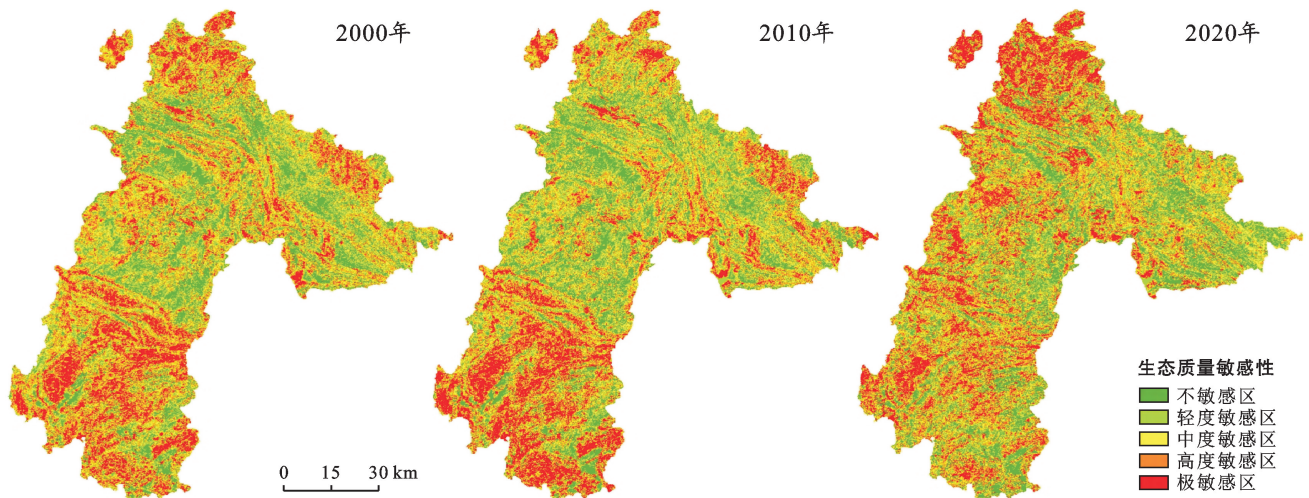 2000年
2010年
2020年
生态质量敏感性
不敏感区
轻度敏感区
中度敏感区
高度敏感区
极敏感区
0 15 30 km